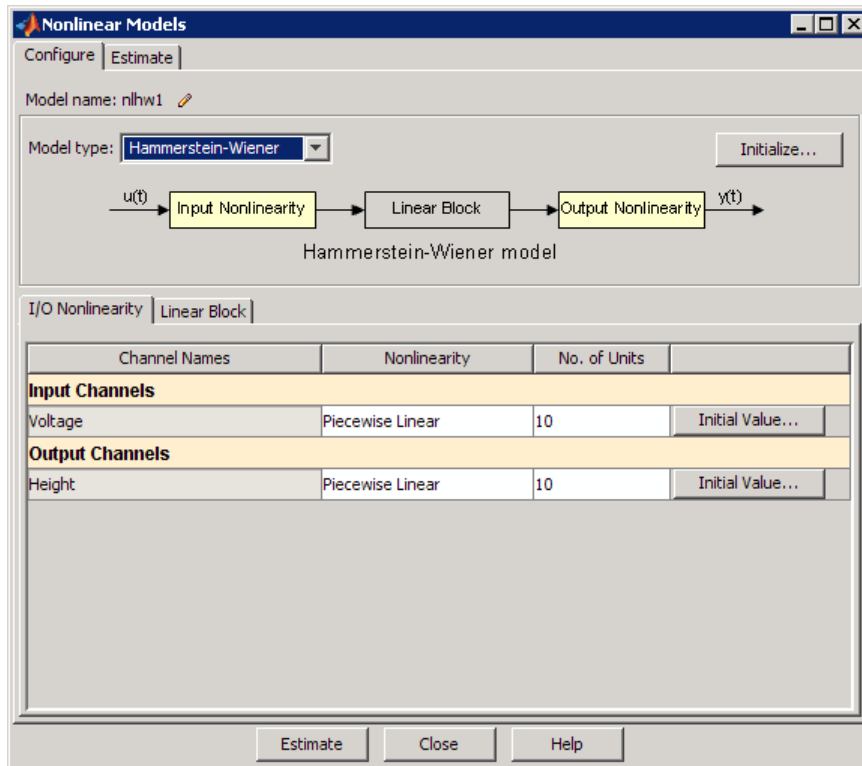 Nonlinear Models
Configure Estimate
Model name: nlhw1
Model type: Hammerstein-Wiener Initialize...
u(t) Input Nonlinearity Linear Block Output Nonlinearity y(t)
Hammerstein-Wiener model
I/O Nonlinearity Linear Block
Channel Names Nonlinearity No. of Units
Input Channels
Voltage Piecewise Linear 10 Initial Value...
Output Channels
Height Piecewise Linear 10 Initial Value...
Estimate Close Help